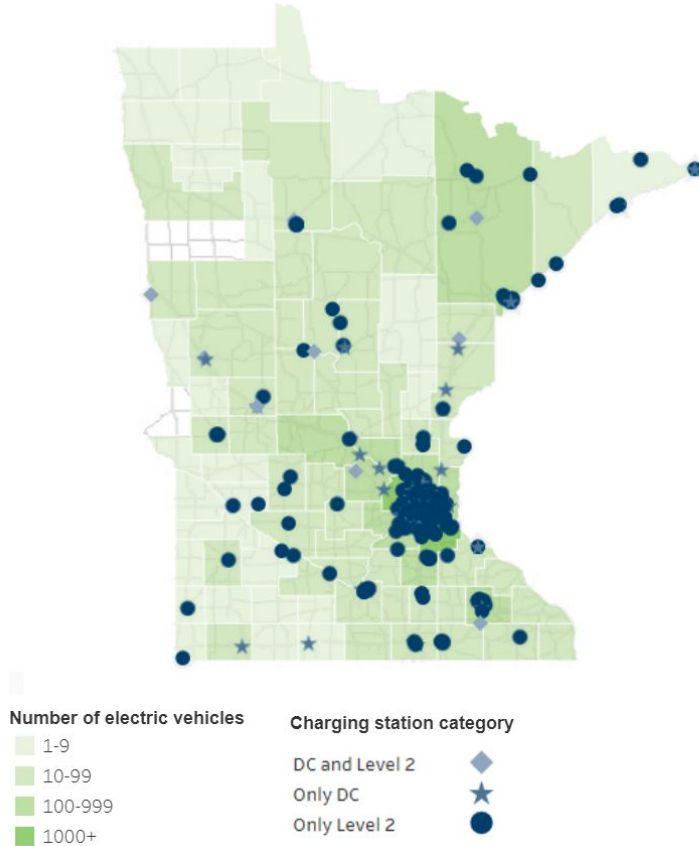 Number of electric vehicles
1-9
10-99
100-999
1000+
Charging station category
DC and Level 2
Only DC
Only Level 2